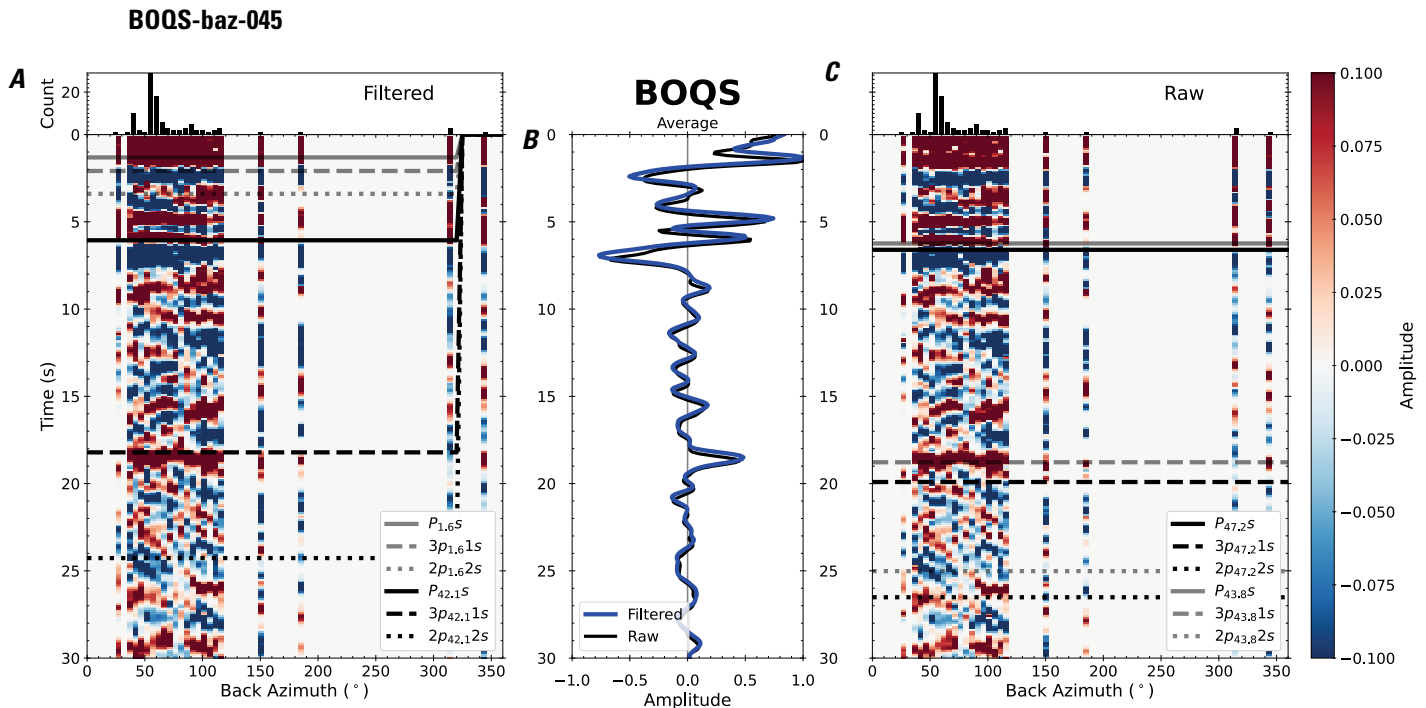 BOQS-baz-045
A
Count
20
0
Filtered
0
5
10
15
20
25
30
Time (s)
P1.6s
3p1.61s
2p1.62s
P42.1s
3p42.11s
2p42.12s
0 50 100 150 200 250 300 350
Back Azimuth (°)
BOQS
Average
B
0
5
10
15
20
25
30
Filtered
Raw
−1.0 −0.5 0.0 0.5 1.0
Amplitude
C
20
Raw
0
5
10
15
20
25
30
P47.2s
3p47.21s
2p47.22s
P43.8s
3p43.81s
2p43.82s
0 50 100 150 200 250 300 350
Back Azimuth (°)
0.100
0.075
0.050
0.025
0.000
−0.025
−0.050
−0.075
−0.100
Amplitude